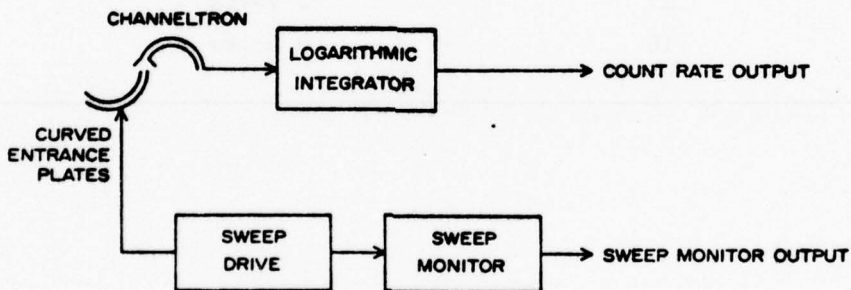 CHANNELTRON
LOGARITHMIC
INTEGRATOR
COUNT RATE OUTPUT
CURVED
ENTRANCE
PLATES
SWEEP
DRIVE
SWEEP
MONITOR
SWEEP MONITOR OUTPUT